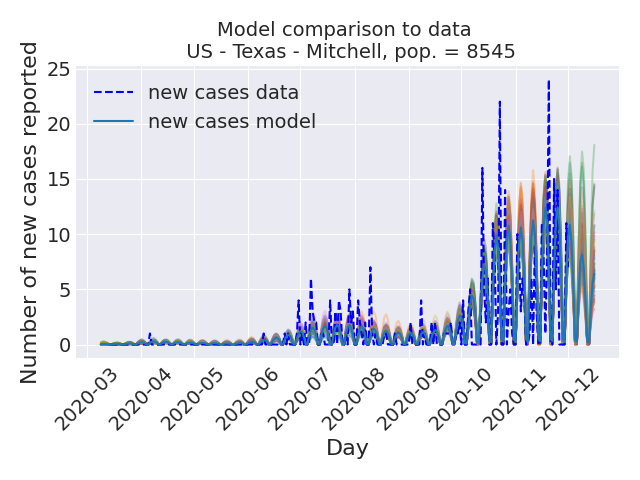 Model comparison to data
US - Texas - Mitchell, pop. = 8545
Number of new cases reported
25
20
15
10
5
0
new cases data
new cases model
2020-03
2020-04
2020-05
2020-06
2020-07
2020-08
2020-09
2020-10
2020-11
2020-12
Day